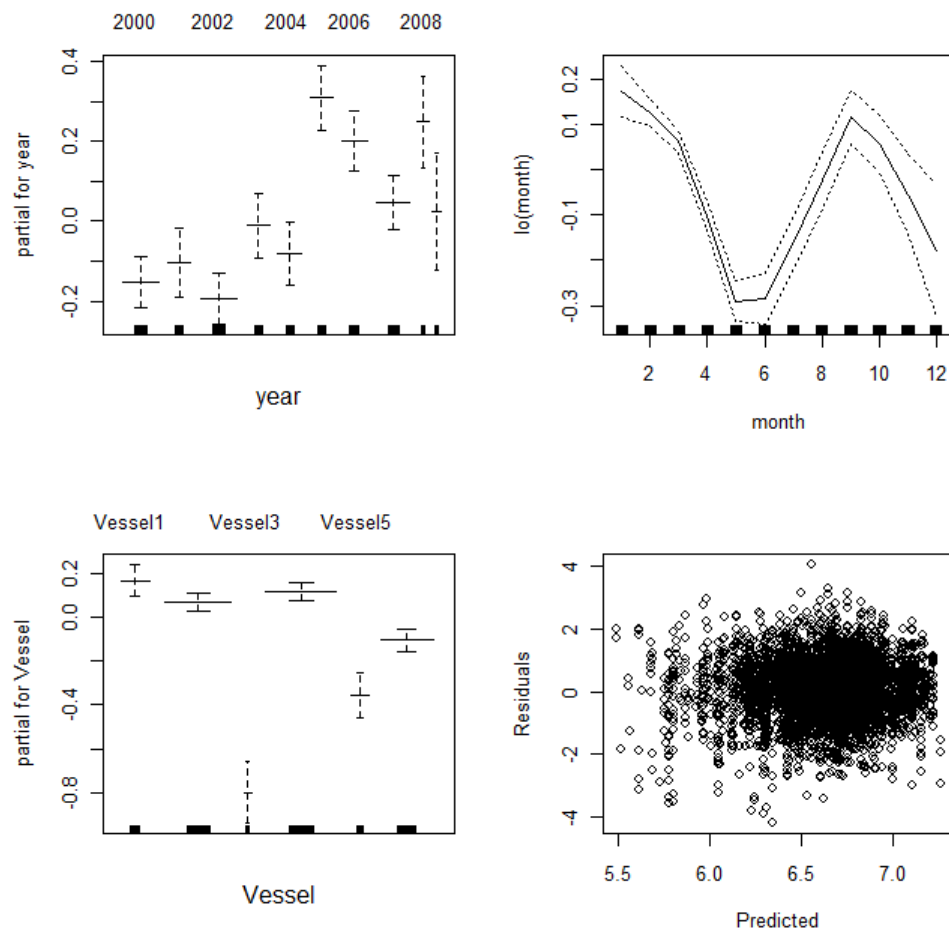 2000 2002 2004 2006 2008
partial for year
0.4
0.2
0.0
-0.2
year
lo(month)
0.2
0.1
-0.1
-0.3
2 4 6 8 10 12
month
Vessel1 Vessel3 Vessel5
partial for Vessel
0.2
0.0
-0.4
-0.8
Vessel
Residuals
4
2
0
-2
-4
5.5 6.0 6.5 7.0
Predicted